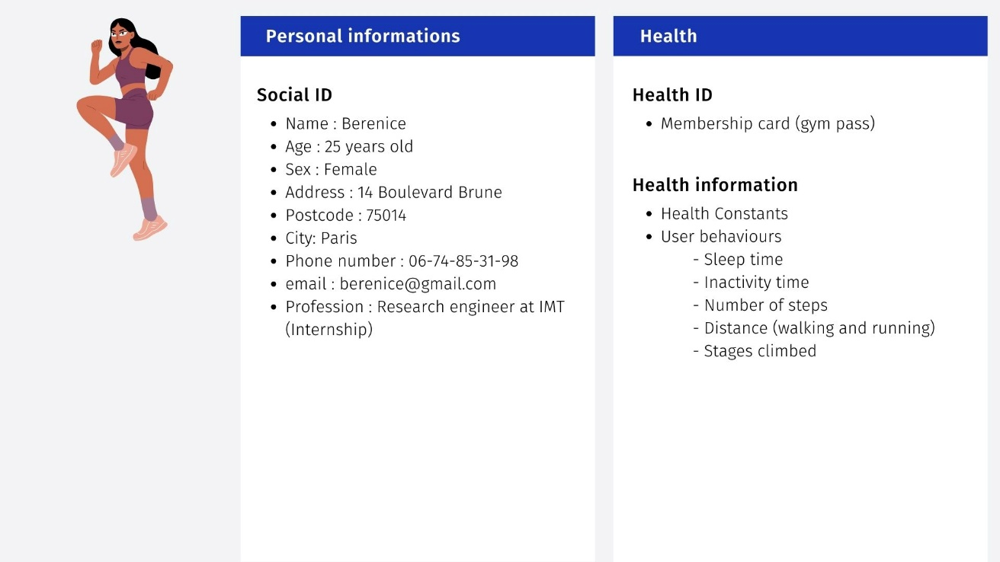 Personal informations
Social ID
• Name : Berenice
• Age : 25 years old
• Sex : Female
• Address : 14 Boulevard Brune
• Postcode : 75014
• City: Paris
• Phone number : 06-74-85-31-98
• email : berenice@gmail.com
• Profession : Research engineer at IMT
(Internship)
Health
Health ID
• Membership card (gym pass)
Health information
• Health Constants
• User behaviours
- Sleep time
- Inactivity time
- Number of steps
- Distance (walking and running)
- Stages climbed